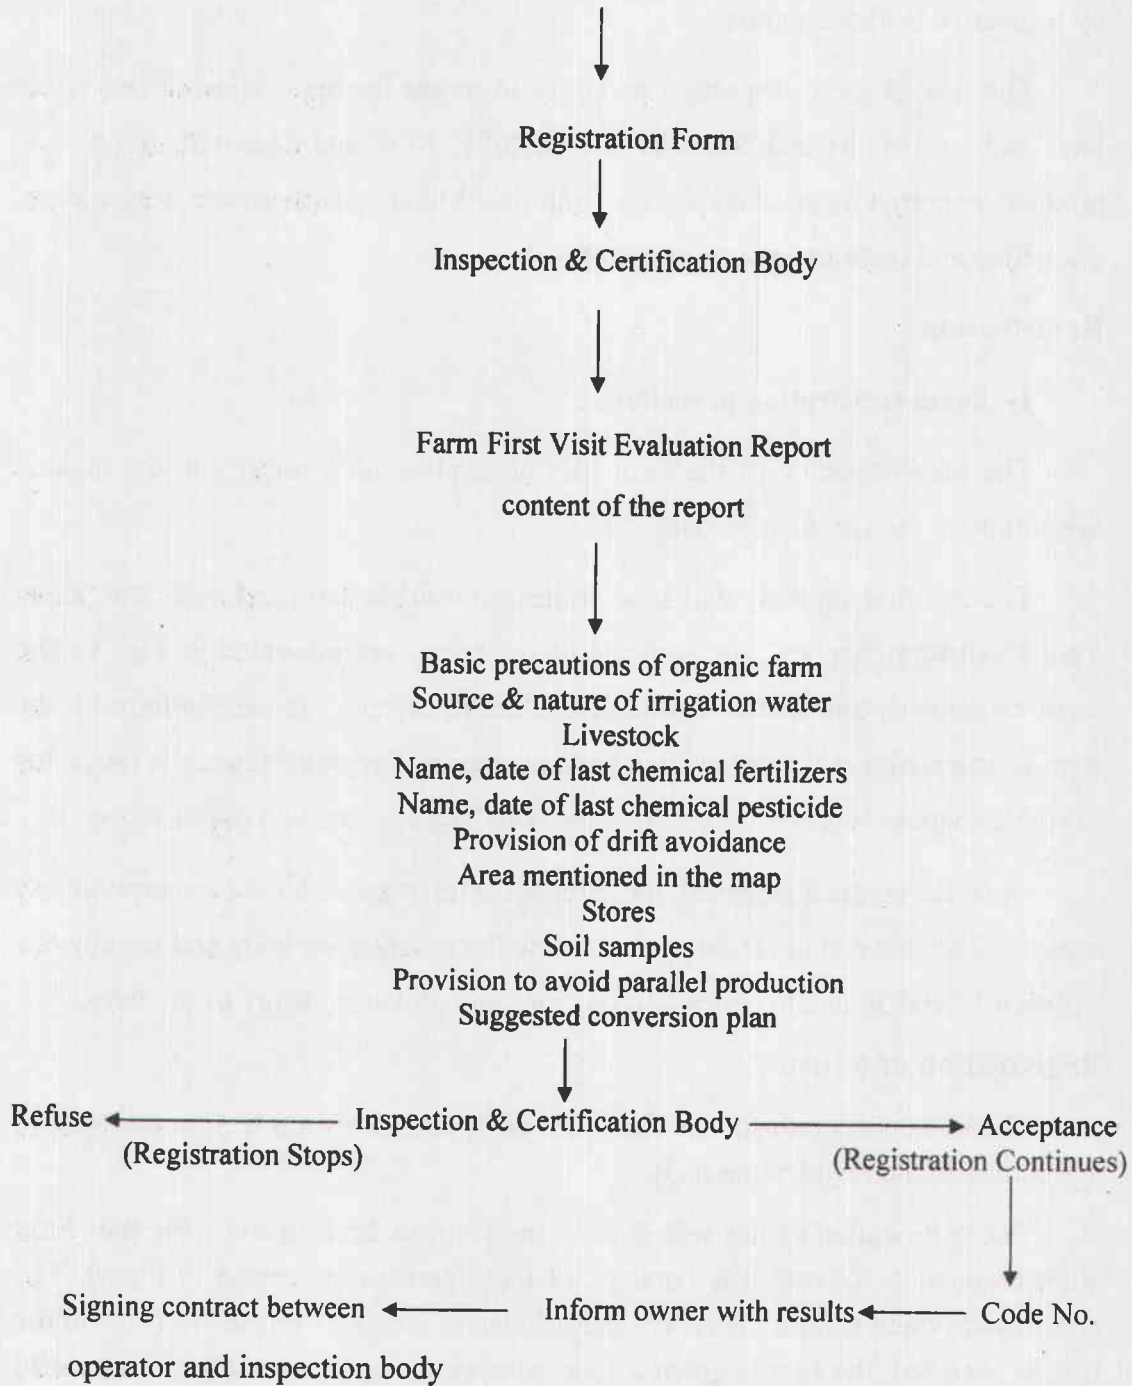 Registration Form
Inspection & Certification Body
Farm First Visit Evaluation Report
content of the report
Basic precautions of organic farm
Source & nature of irrigation water
Livestock
Name, date of last chemical fertilizers
Name, date of last chemical pesticide
Provision of drift avoidance
Area mentioned in the map
Stores
Soil samples
Provision to avoid parallel production
Suggested conversion plan
Refuse Inspection & Certification Body Acceptance
(Registration Stops) (Registration Continues)
Signing contract between Inform owner with results Code No.
operator and inspection body